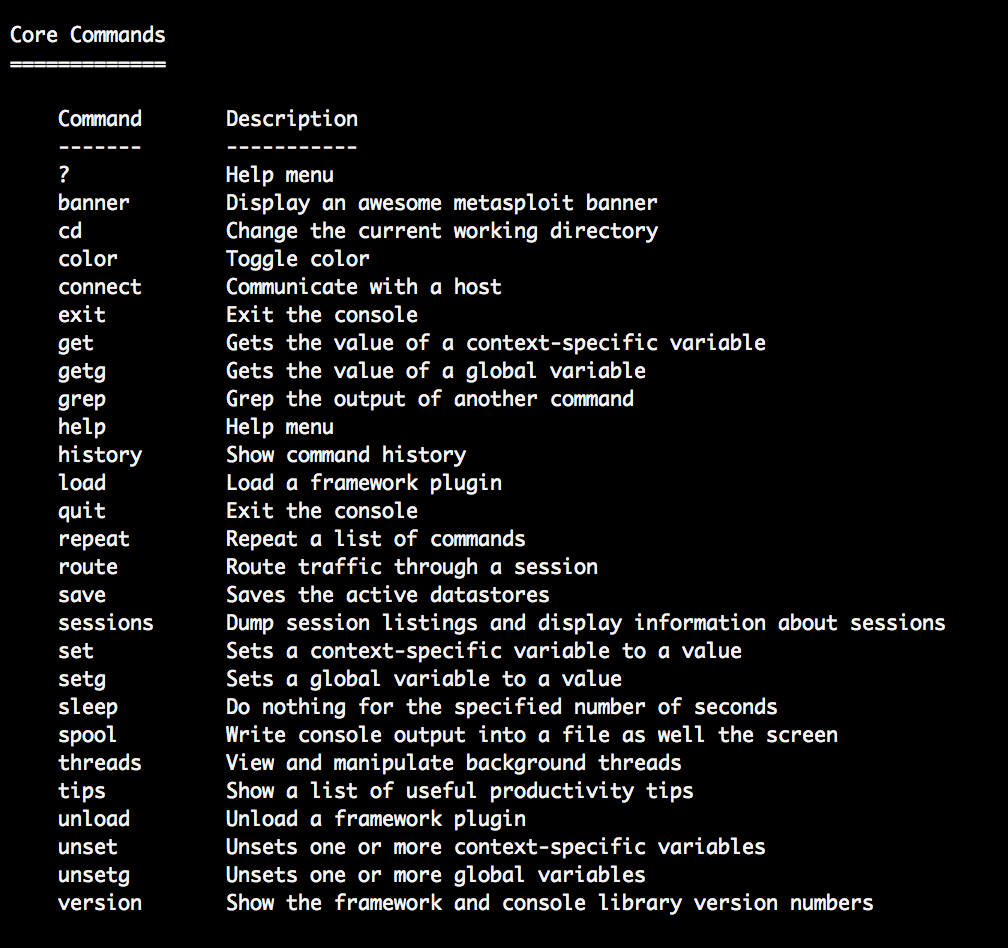 Core Commands
=============
Command Description
------- -----------
? Help menu
banner Display an awesome metasploit banner
cd Change the current working directory
color Toggle color
connect Communicate with a host
exit Exit the console
get Gets the value of a context-specific variable
getg Gets the value of a global variable
grep Grep the output of another command
help Help menu
history Show command history
load Load a framework plugin
quit Exit the console
repeat Repeat a list of commands
route Route traffic through a session
save Saves the active datastores
sessions Dump session listings and display information about sessions
set Sets a context-specific variable to a value
setg Sets a global variable to a value
sleep Do nothing for the specified number of seconds
spool Write console output into a file as well the screen
threads View and manipulate background threads
tips Show a list of useful productivity tips
unload Unload a framework plugin
unset Unsets one or more context-specific variables
unsetg Unsets one or more global variables
version Show the framework and console library version numbers